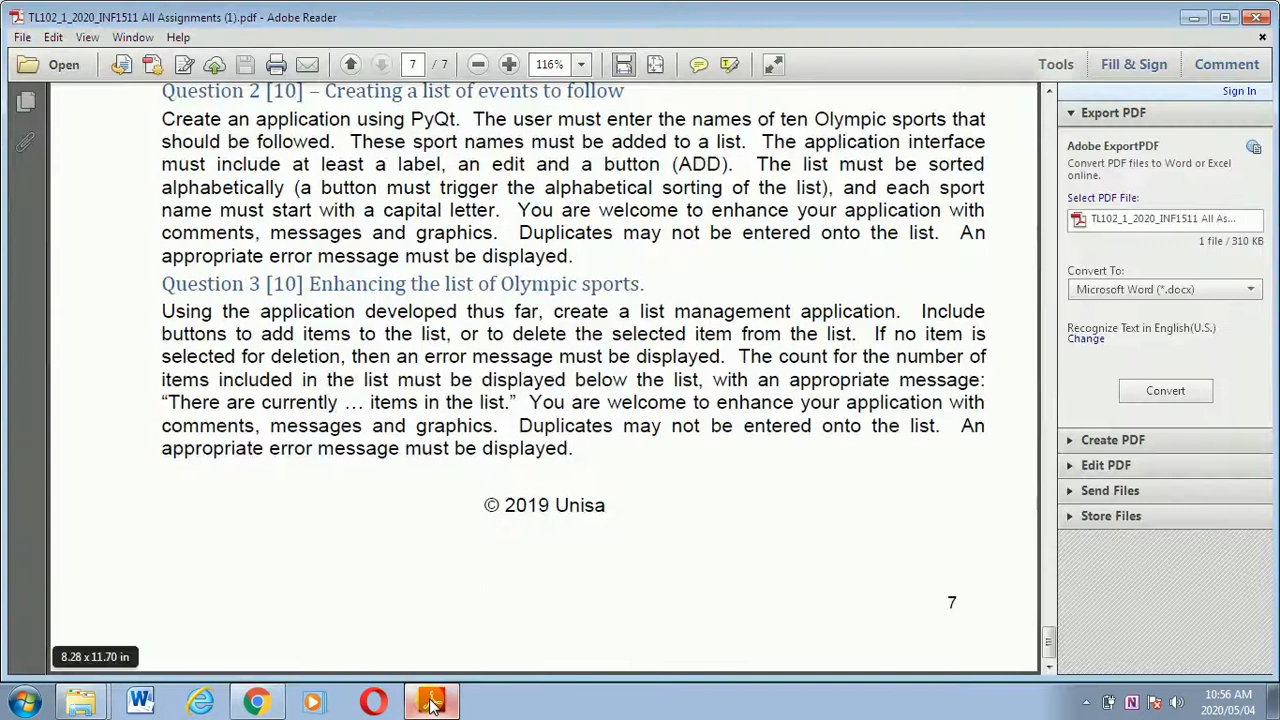 TL102_1_2020_INF1511 All Assignments (1).pdf - Adobe Reader
File Edit View Window Help
Open 7 / 7 116% Tools Fill & Sign Comment
Sign In
Question 2 [10] – Creating a list of events to follow
Create an application using PyQt. The user must enter the names of ten Olympic sports that
should be followed. These sport names must be added to a list. The application interface
must include at least a label, an edit and a button (ADD). The list must be sorted
alphabetically (a button must trigger the alphabetical sorting of the list), and each sport
name must start with a capital letter. You are welcome to enhance your application with
comments, messages and graphics. Duplicates may not be entered onto the list. An
appropriate error message must be displayed.
Question 3 [10] Enhancing the list of Olympic sports.
Using the application developed thus far, create a list management application. Include
buttons to add items to the list, or to delete the selected item from the list. If no item is
selected for deletion, then an error message must be displayed. The count for the number of
items included in the list must be displayed below the list, with an appropriate message:
“There are currently … items in the list.” You are welcome to enhance your application with
comments, messages and graphics. Duplicates may not be entered onto the list. An
appropriate error message must be displayed.
© 2019 Unisa
7
8.28 x 11.70 in
Export PDF
Adobe ExportPDF
Convert PDF files to Word or Excel
online.
Select PDF File:
TL102_1_2020_INF1511 All As...
1 file / 310 KB
Convert To:
Microsoft Word (*.docx)
Recognize Text in English(U.S.)
Change
Convert
Create PDF
Edit PDF
Send Files
Store Files
10:56 AM
2020/05/04